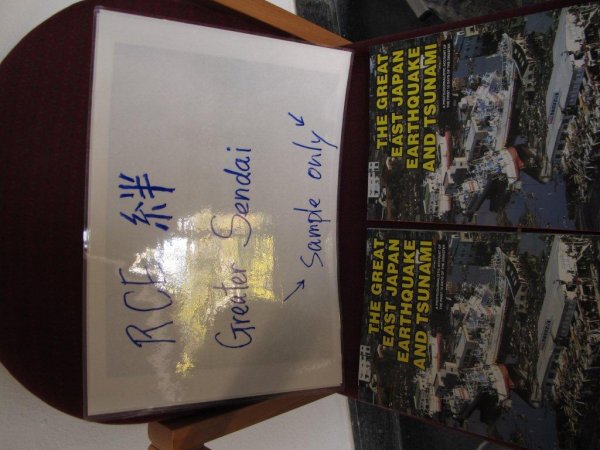 RCE 絆
Greater Sendai
→ Sample only ←
THE GREAT
EAST JAPAN
EARTHQUAKE
AND TSUNAMI
THE GREAT
EAST JAPAN
EARTHQUAKE
AND TSUNAMI